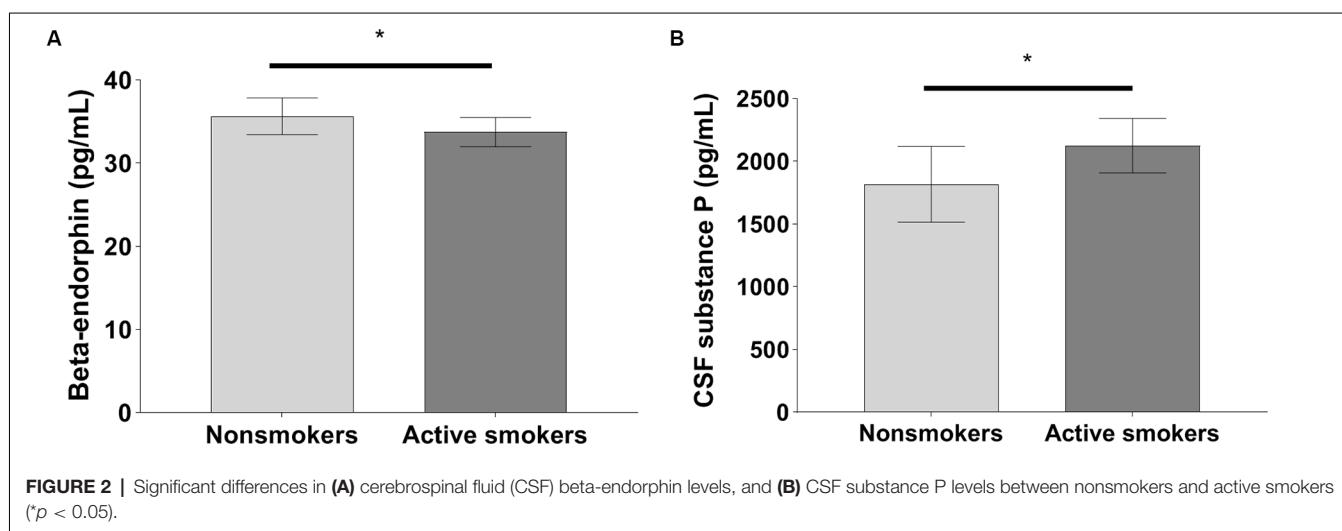 A
*
Beta-endorphin (pg/mL)
40
30
20
10
0
Nonsmokers Active smokers
B
*
CSF substance P (pg/mL)
2500
2000
1500
1000
500
0
Nonsmokers Active smokers
FIGURE 2 | Significant differences in (A) cerebrospinal fluid (CSF) beta-endorphin levels, and (B) CSF substance P levels between nonsmokers and active smokers
(*p < 0.05).